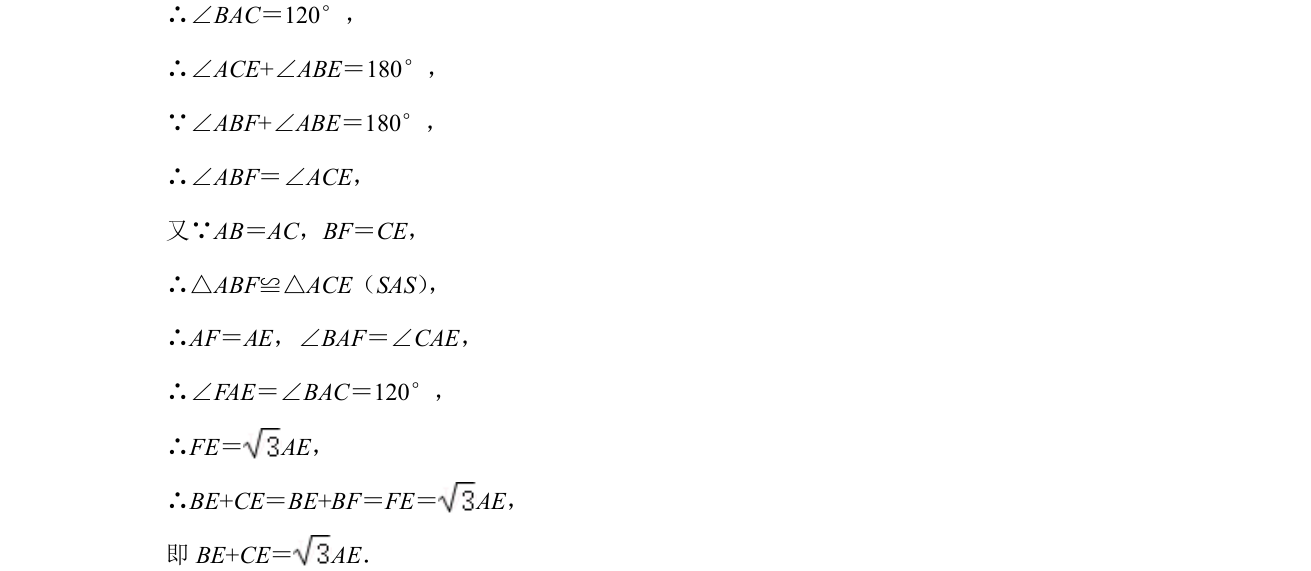 ∴∠BAC＝120°，
∴∠ACE+∠ABE＝180°，
∵∠ABF+∠ABE＝180°，
∴∠ABF＝∠ACE，
又∵AB＝AC，BF＝CE，
∴△ABF≌△ACE（SAS），
∴AF＝AE，∠BAF＝∠CAE，
∴∠FAE＝∠BAC＝120°，
∴FE＝√3AE，
∴BE+CE＝BE+BF＝FE＝√3AE，
即 BE+CE＝√3AE．